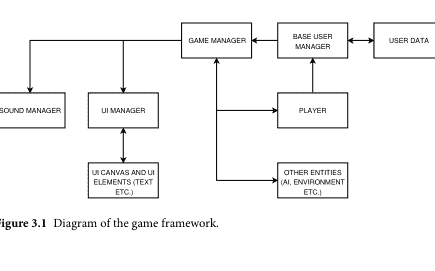 GAME MANAGER
BASE USER
MANAGER
USER DATA
SOUND MANAGER
UI MANAGER
PLAYER
UI CANVAS AND UI
ELEMENTS (TEXT
ETC.)
OTHER ENTITIES
(AI, ENVIRONMENT
ETC.)
Figure 3.1 Diagram of the game framework.